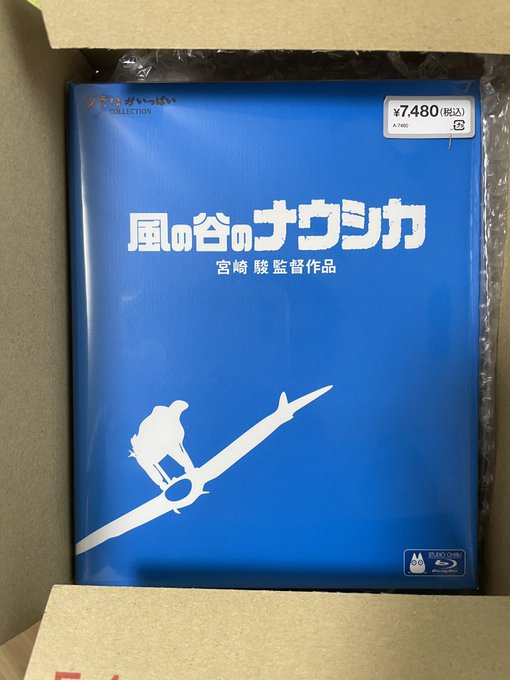 ジブリがいっぱい
COLLECTION
¥7,480(税込)
A-7480
風の谷のナウシカ
宮崎 駿 監督作品
STUDIO GHIBLI
Blu-ray Disc